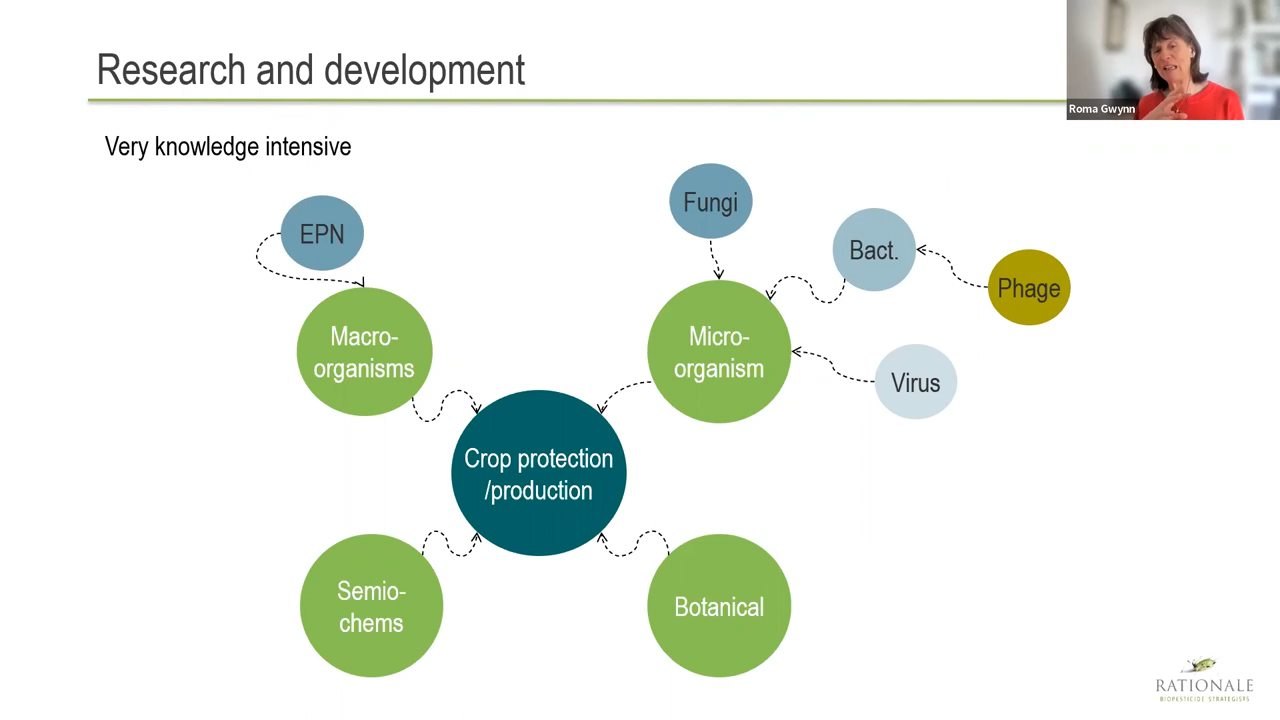 Research and development
Roma Gwynn
Very knowledge intensive
Fungi
EPN
Bact.
Phage
Macro-
organisms
Micro-
organism
Virus
Crop protection
/production
Semio-
chems
Botanical
RATIONALE
BIOPESTICIDE STRATEGISTS